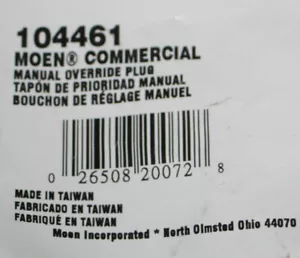 104461
MOEN® COMMERCIAL
MANUAL OVERRIDE PLUG
TAPÓN DE PRIORIDAD MANUAL
BOUCHON DE RÉGLAGE MANUEL
0 26508 20072 8
MADE IN TAIWAN
FABRICADO EN TAIWAN
FABRIQUÉ EN TAIWAN
Moen Incorporated * North Olmsted Ohio 44070